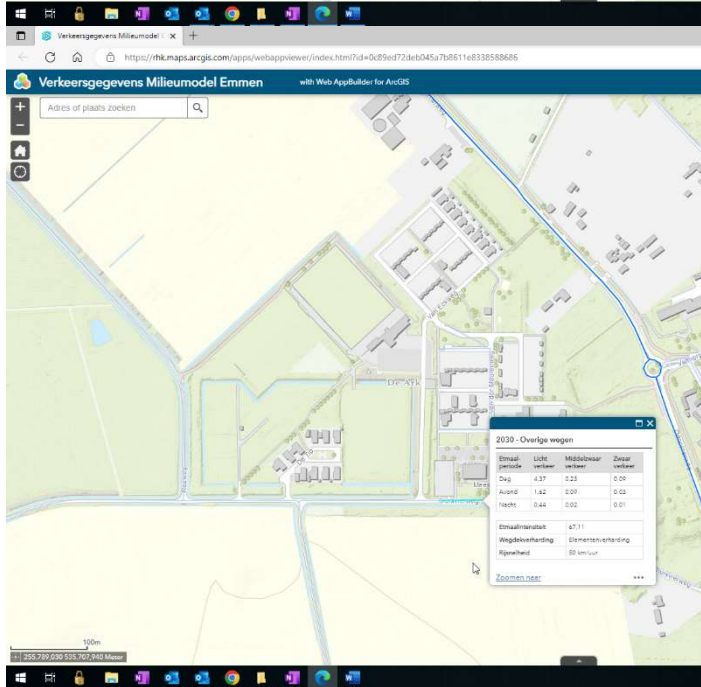 Verkeersgegevens Milieumodel E
https://rhk.maps.arcgis.com/apps/webappviewer/index.html?id=0c89ed72deb045a7b8611e8338588686
Verkeersgegevens Milieumodel Emmen with Web AppBuilder for ArcGIS
Adres of plaats zoeken
De Ark
2030 - Overige wegen
Etmaal- Licht Middelzwaar Zwaar
periode verkeer verkeer verkeer
Dag 4.57 0.25 0.09
Avond 1.62 0.09 0.03
Nacht 0.44 0.02 0.01
Etmaalintensiteit 67.11
Wegdekverharding Elementenverharding
Rijsnelheid 50 km/uur
Zoomen naar
100m
255.789,030 535.707,940 Meter